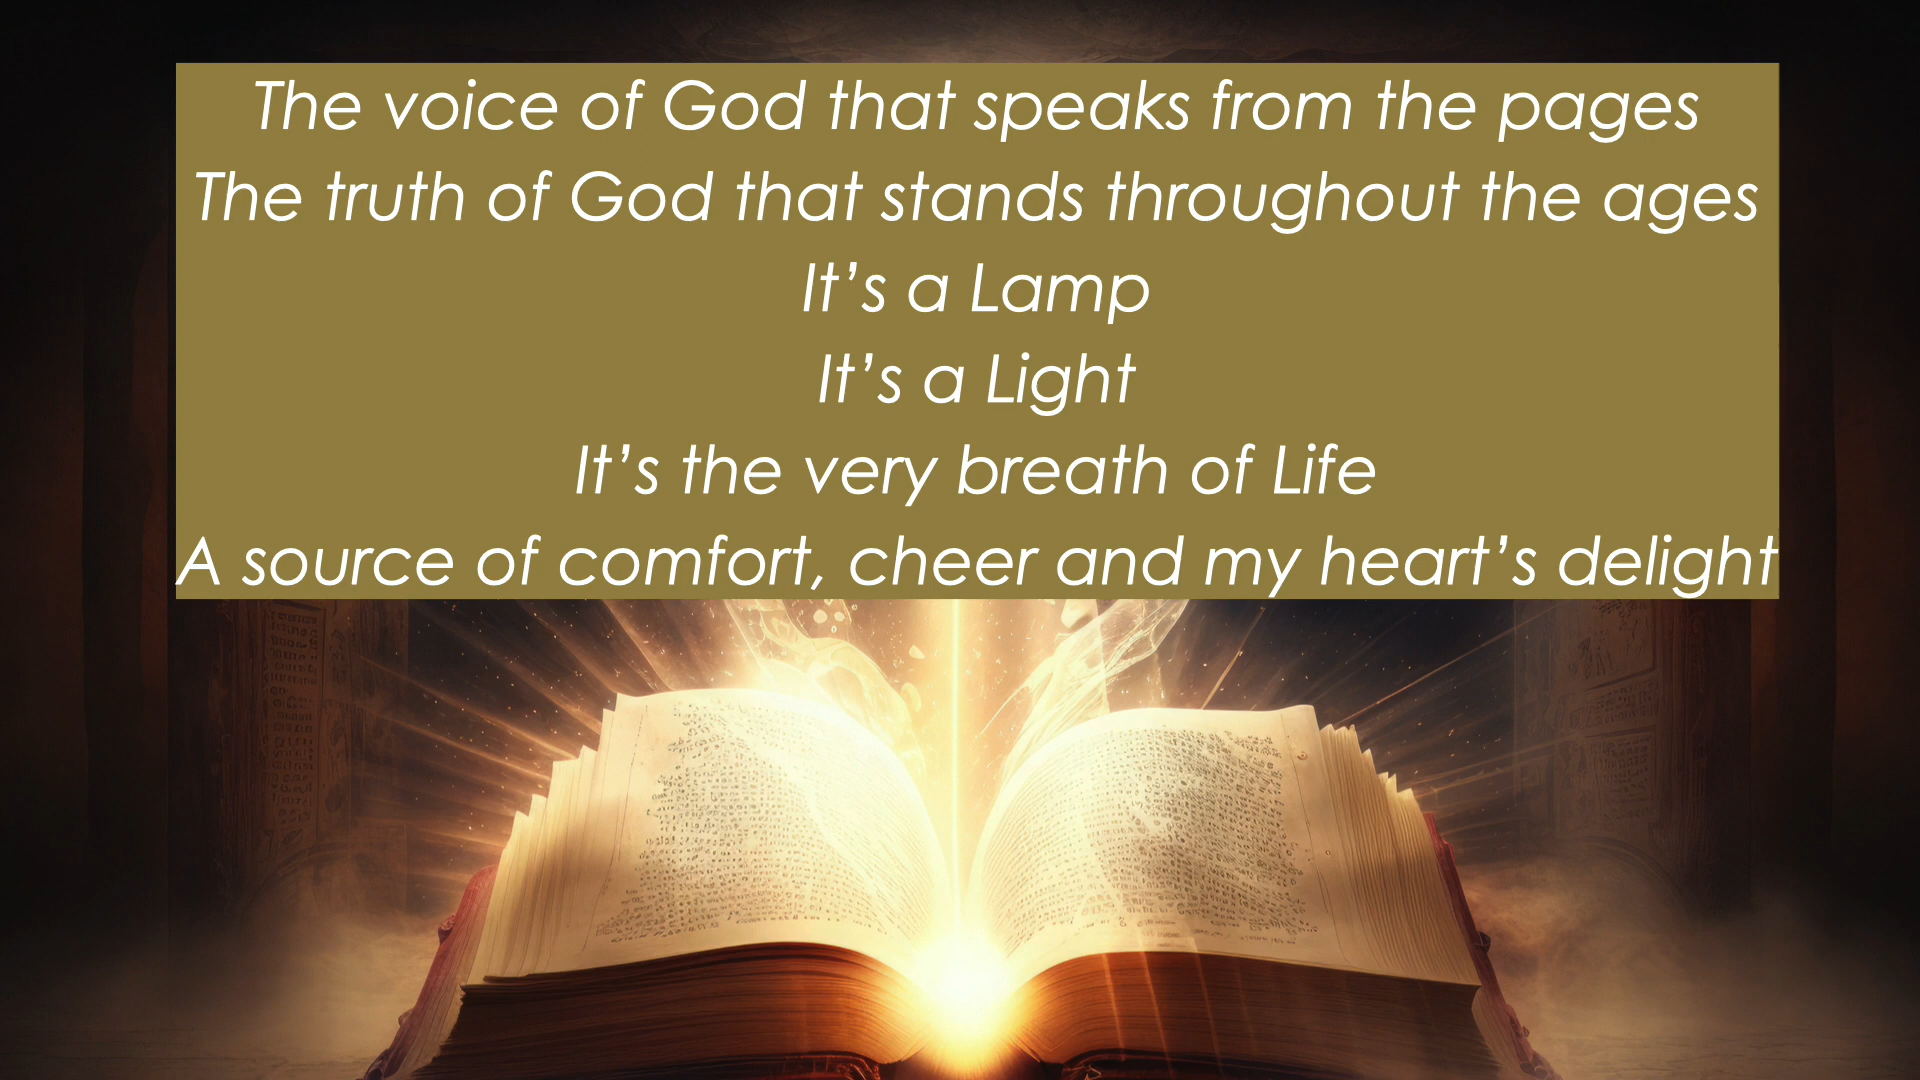 The voice of God that speaks from the pages
The truth of God that stands throughout the ages
It’s a Lamp
It’s a Light
It’s the very breath of Life
A source of comfort, cheer and my heart’s delight